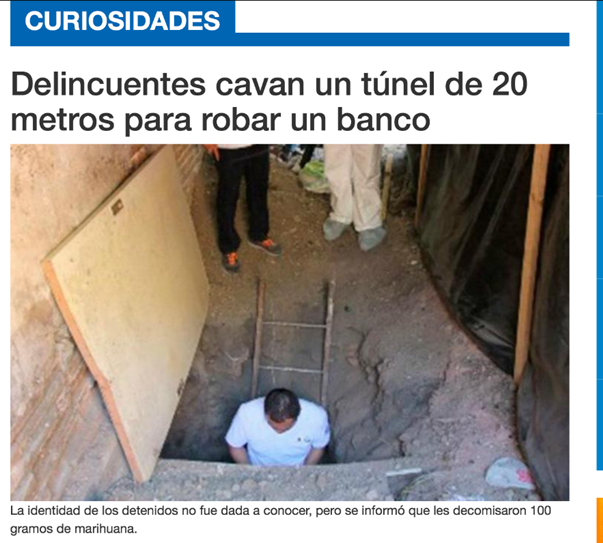 CURIOSIDADES
Delincuentes cavan un túnel de 20
metros para robar un banco
La identidad de los detenidos no fue dada a conocer, pero se informó que les decomisaron 100
gramos de marihuana.